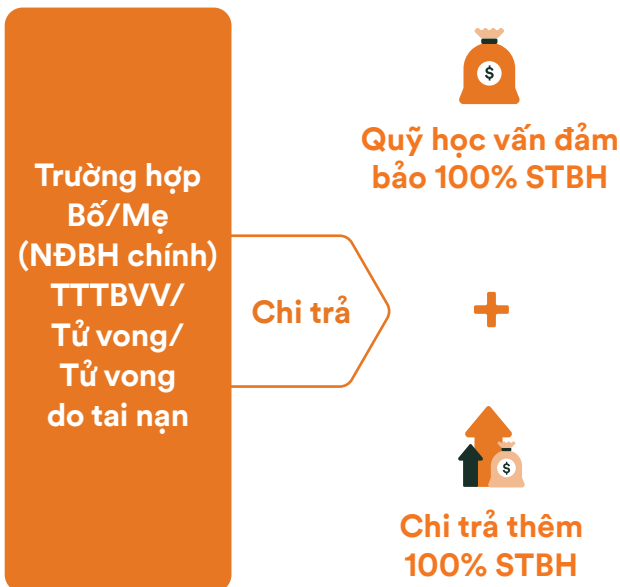 Trường hợp
Bố/Mẹ
(NĐBH chính)
TTTBVV/
Tử vong/
Tử vong
do tai nạn
Chi trả
$
Quỹ học vấn đảm
bảo 100% STBH
+
$
Chi trả thêm
100% STBH